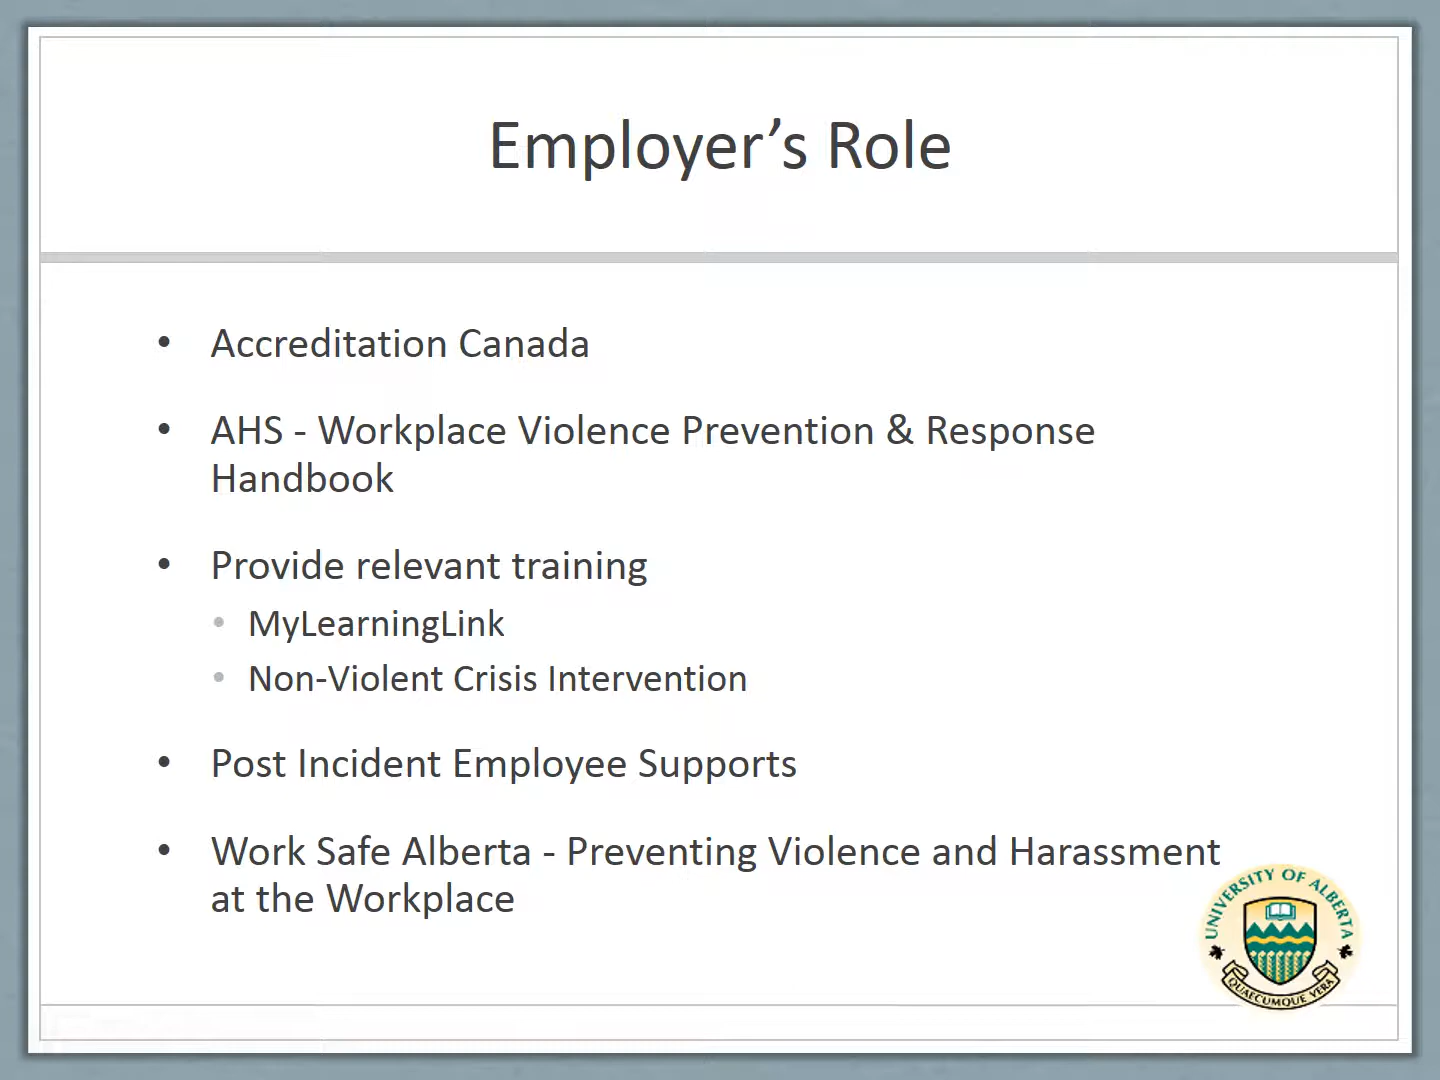 Employer’s Role
• Accreditation Canada
• AHS - Workplace Violence Prevention & Response
Handbook
• Provide relevant training
• MyLearningLink
• Non-Violent Crisis Intervention
• Post Incident Employee Supports
• Work Safe Alberta - Preventing Violence and Harassment
at the Workplace
UNIVERSITY OF ALBERTA
QUAECUMQUE VERA